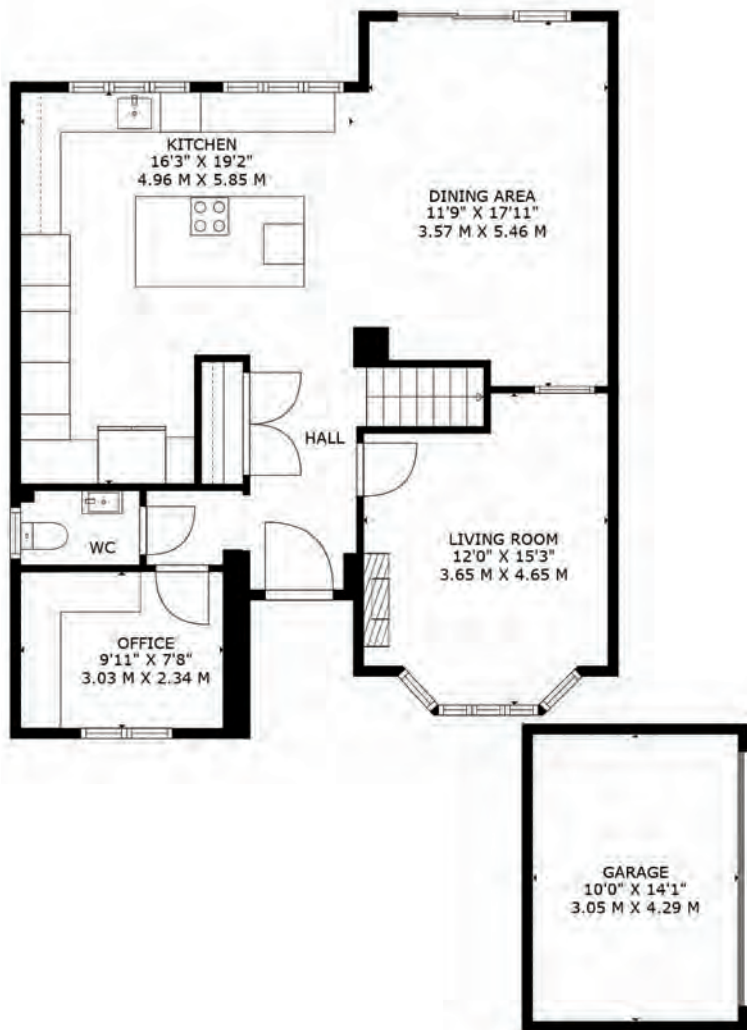 KITCHEN
16'3" X 19'2"
4.96 M X 5.85 M
DINING AREA
11'9" X 17'11"
3.57 M X 5.46 M
HALL
LIVING ROOM
12'0" X 15'3"
3.65 M X 4.65 M
WC
OFFICE
9'11" X 7'8"
3.03 M X 2.34 M
GARAGE
10'0" X 14'1"
3.05 M X 4.29 M